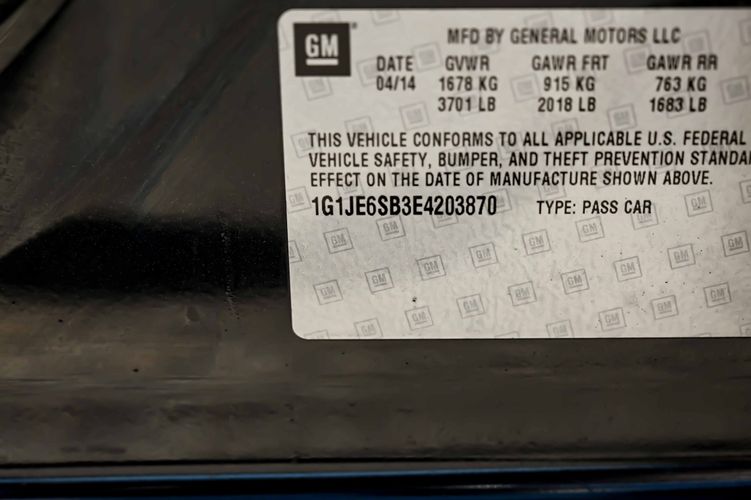 GM
MFD BY GENERAL MOTORS LLC
DATE GVWR GAWR FRT GAWR RR
04/14 1678 KG 915 KG 763 KG
3701 LB 2018 LB 1683 LB
THIS VEHICLE CONFORMS TO ALL APPLICABLE U.S. FEDERAL
VEHICLE SAFETY, BUMPER, AND THEFT PREVENTION STANDA
EFFECT ON THE DATE OF MANUFACTURE SHOWN ABOVE.
1G1JE6SB3E4203870 TYPE: PASS CAR